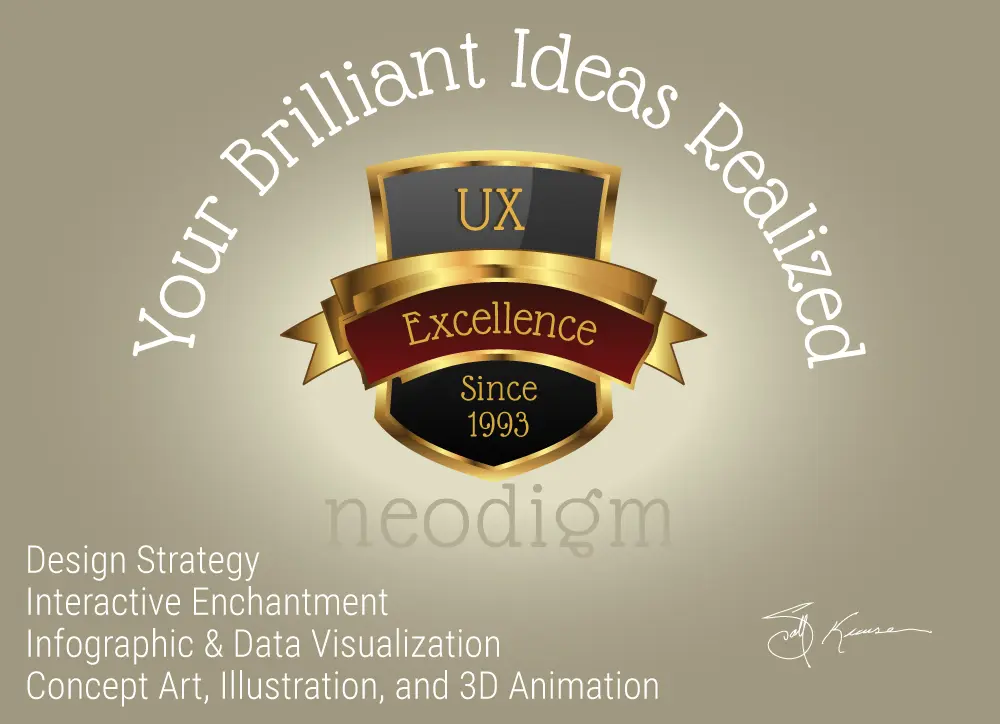 Your Brilliant Ideas Realized
UX
Excellence
Since
1993
neodigm
Design Strategy
Interactive Enchantment
Infographic & Data Visualization
Concept Art, Illustration, and 3D Animation